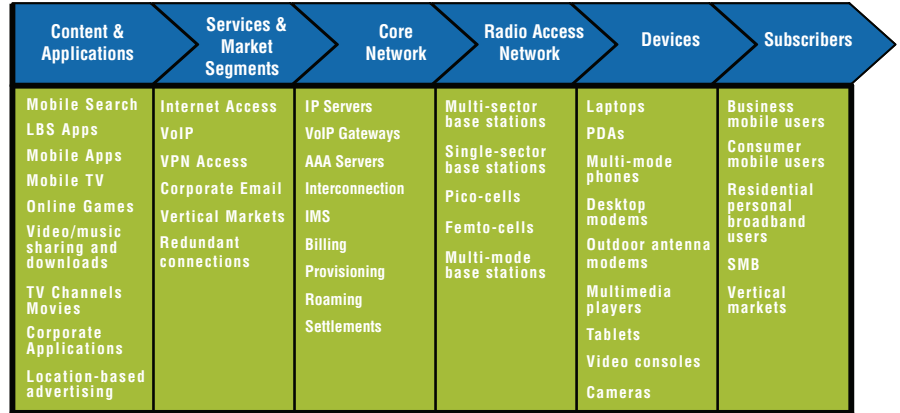 Content &
Applications
Services &
Market
Segments
Core
Network
Radio Access
Network
Devices
Subscribers
Mobile Search
LBS Apps
Mobile Apps
Mobile TV
Online Games
Video/music
sharing and
downloads
TV Channels
Movies
Corporate
Applications
Location-based
advertising
Internet Access
VoIP
VPN Access
Corporate Email
Vertical Markets
Redundant
connections
IP Servers
VoIP Gateways
AAA Servers
Interconnection
IMS
Billing
Provisioning
Roaming
Settlements
Multi-sector
base stations
Single-sector
base stations
Pico-cells
Femto-cells
Multi-mode
base stations
Laptops
PDAs
Multi-mode
phones
Desktop
modems
Outdoor antenna
modems
Multimedia
players
Tablets
Video consoles
Cameras
Business
mobile users
Consumer
mobile users
Residential
personal
broadband
users
SMB
Vertical
markets